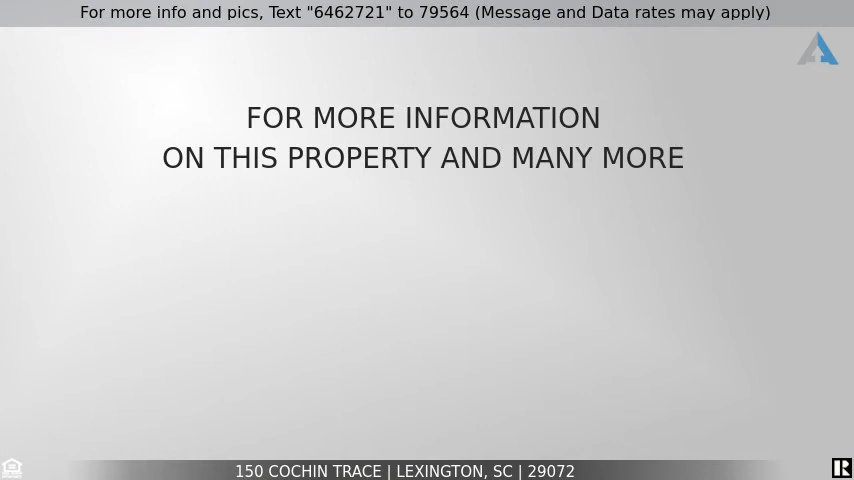 For more info and pics, Text "6462721" to 79564 (Message and Data rates may apply)
FOR MORE INFORMATION
ON THIS PROPERTY AND MANY MORE
150 COCHIN TRACE | LEXINGTON, SC | 29072